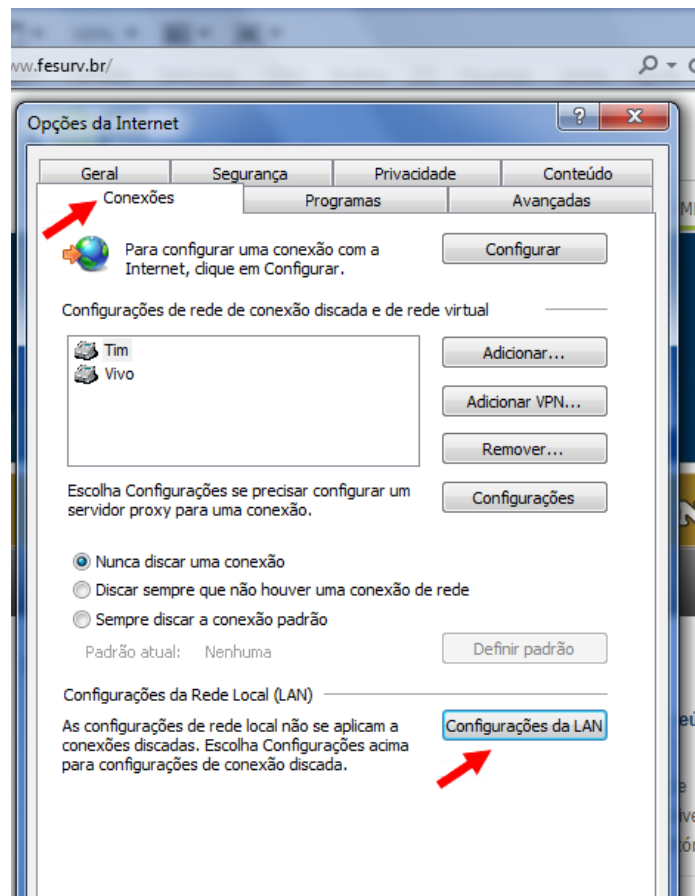 ww.fesurv.br/
Opções da Internet
Geral Segurança Privacidade Conteúdo
Conexões Programas Avançadas
Para configurar uma conexão com a
Internet, clique em Configurar.
Configurar
Configurações de rede de conexão discada e de rede virtual
Tim
Vivo
Adicionar...
Adicionar VPN...
Remover...
Escolha Configurações se precisar configurar um
servidor proxy para uma conexão.
Configurações
Nunca discar uma conexão
Discar sempre que não houver uma conexão de rede
Sempre discar a conexão padrão
Padrão atual: Nenhuma
Definir padrão
Configurações da Rede Local (LAN)
As configurações de rede local não se aplicam a
conexões discadas. Escolha Configurações acima
para configurações de conexão discada.
Configurações da LAN